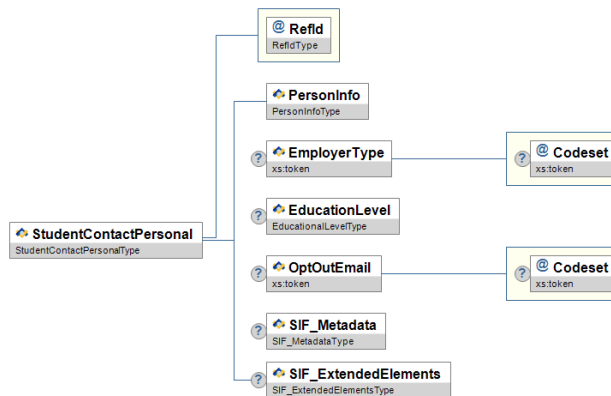 @ RefId
RefIdType
PersonInfo
PersonInfoType
? EmployerType
xs:token
? @ Codeset
xs:token
? EducationLevel
EducationalLevelType
StudentContactPersonal
StudentContactPersonalType
? OptOutEmail
xs:token
? @ Codeset
xs:token
? SIF_Metadata
SIF_MetadataType
? SIF_ExtendedElements
SIF_ExtendedElementsType